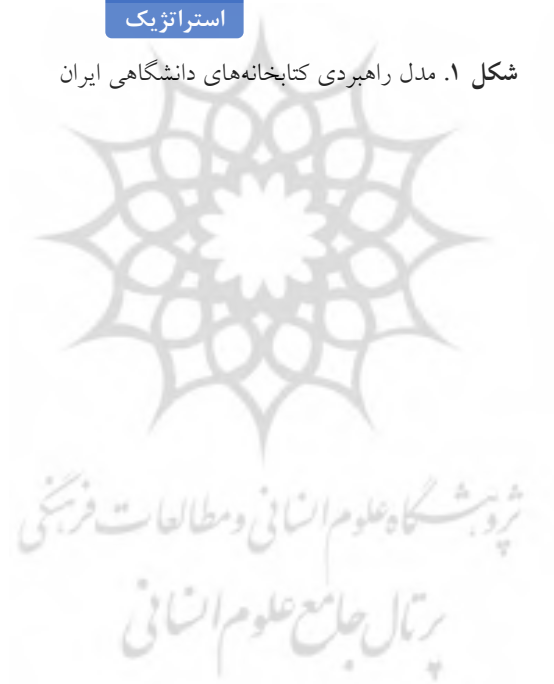 استراتژیک
شکل ۱. مدل راهبردی کتابخانه‌های دانشگاهی ایران
پژوهشگاه علوم انسانی و مطالعات فرهنگی
پرتال جامع علوم انسانی